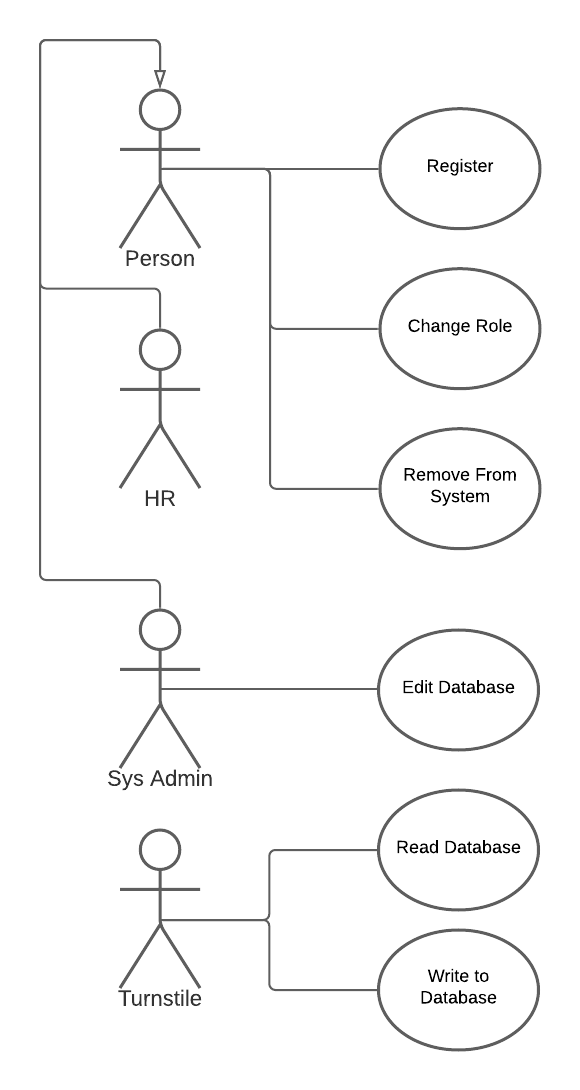 Register
Person
Change Role
HR
Remove From
System
Edit Database
Sys Admin
Read Database
Write to
Database
Turnstile